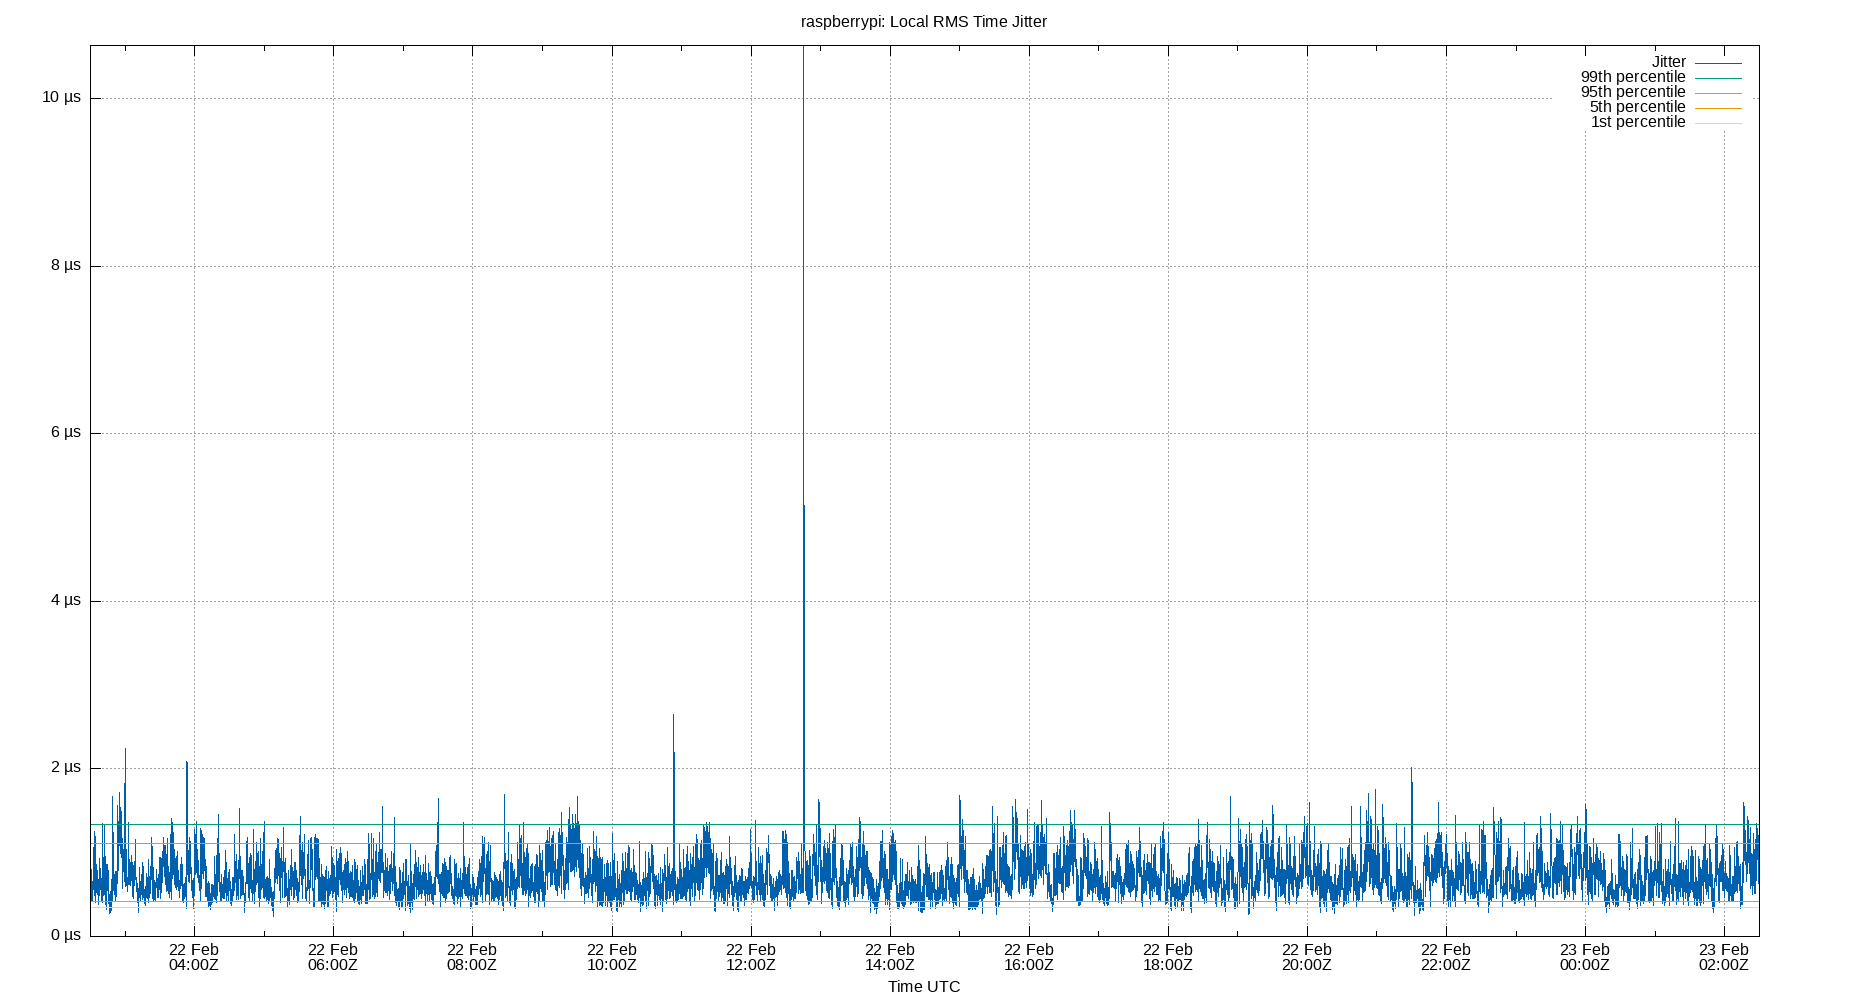 raspberrypi: Local RMS Time Jitter
Jitter
99th percentile
95th percentile
5th percentile
1st percentile
10 µs
8 µs
6 µs
4 µs
2 µs
0 µs
22 Feb 22 Feb 22 Feb 22 Feb 22 Feb 22 Feb 22 Feb 22 Feb 22 Feb 22 Feb 23 Feb 23 Feb
04:00Z 06:00Z 08:00Z 10:00Z 12:00Z 14:00Z 16:00Z 18:00Z 20:00Z 22:00Z 00:00Z 02:00Z
Time UTC